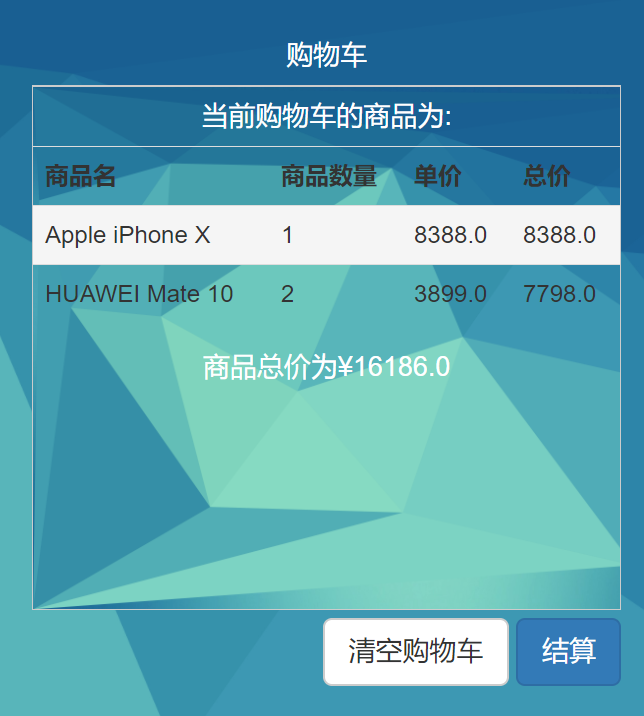 购物车
当前购物车的商品为:
商品名 商品数量 单价 总价
Apple iPhone X 1 8388.0 8388.0
HUAWEI Mate 10 2 3899.0 7798.0
商品总价为¥16186.0
清空购物车 结算